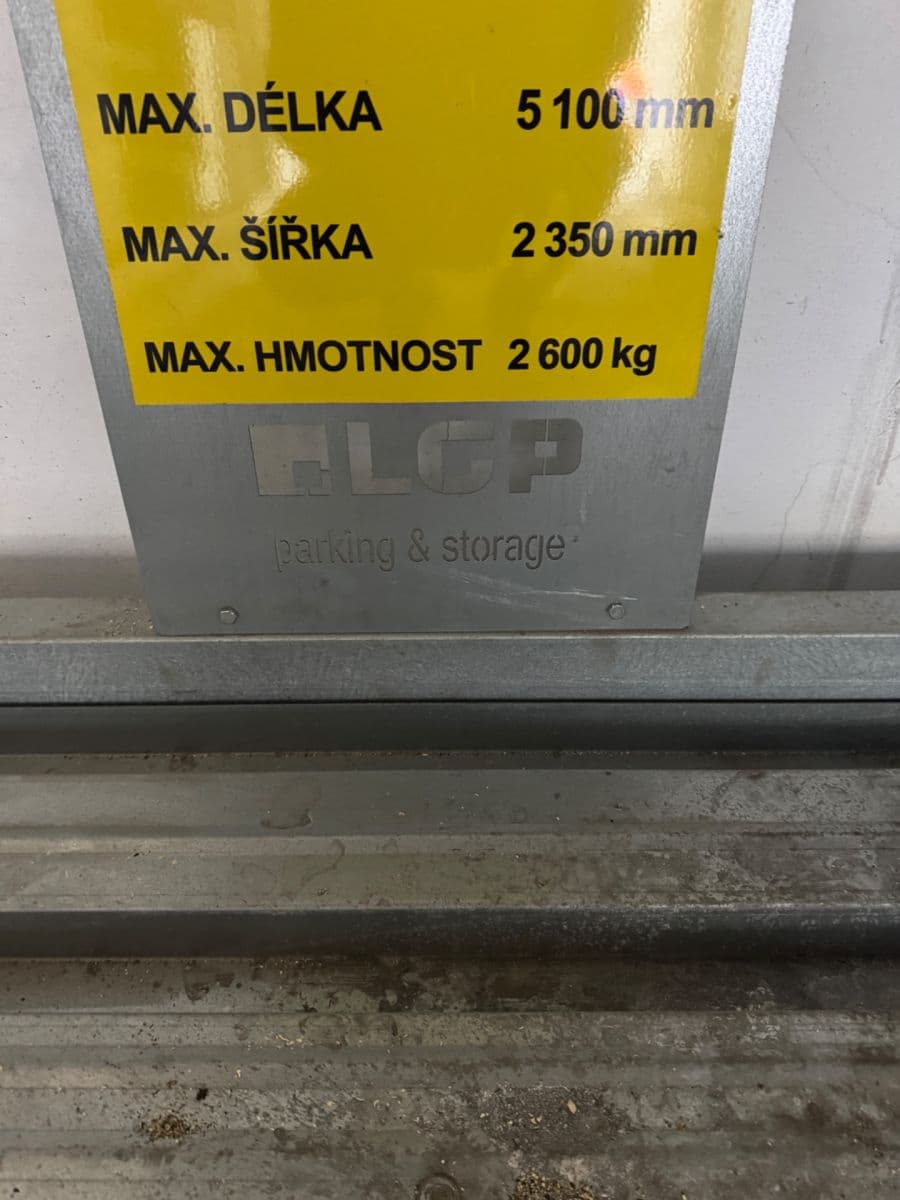 MAX. DÉLKA 5 100 mm
MAX. ŠÍŘKA 2 350 mm
MAX. HMOTNOST 2 600 kg
LGP
parking & storage